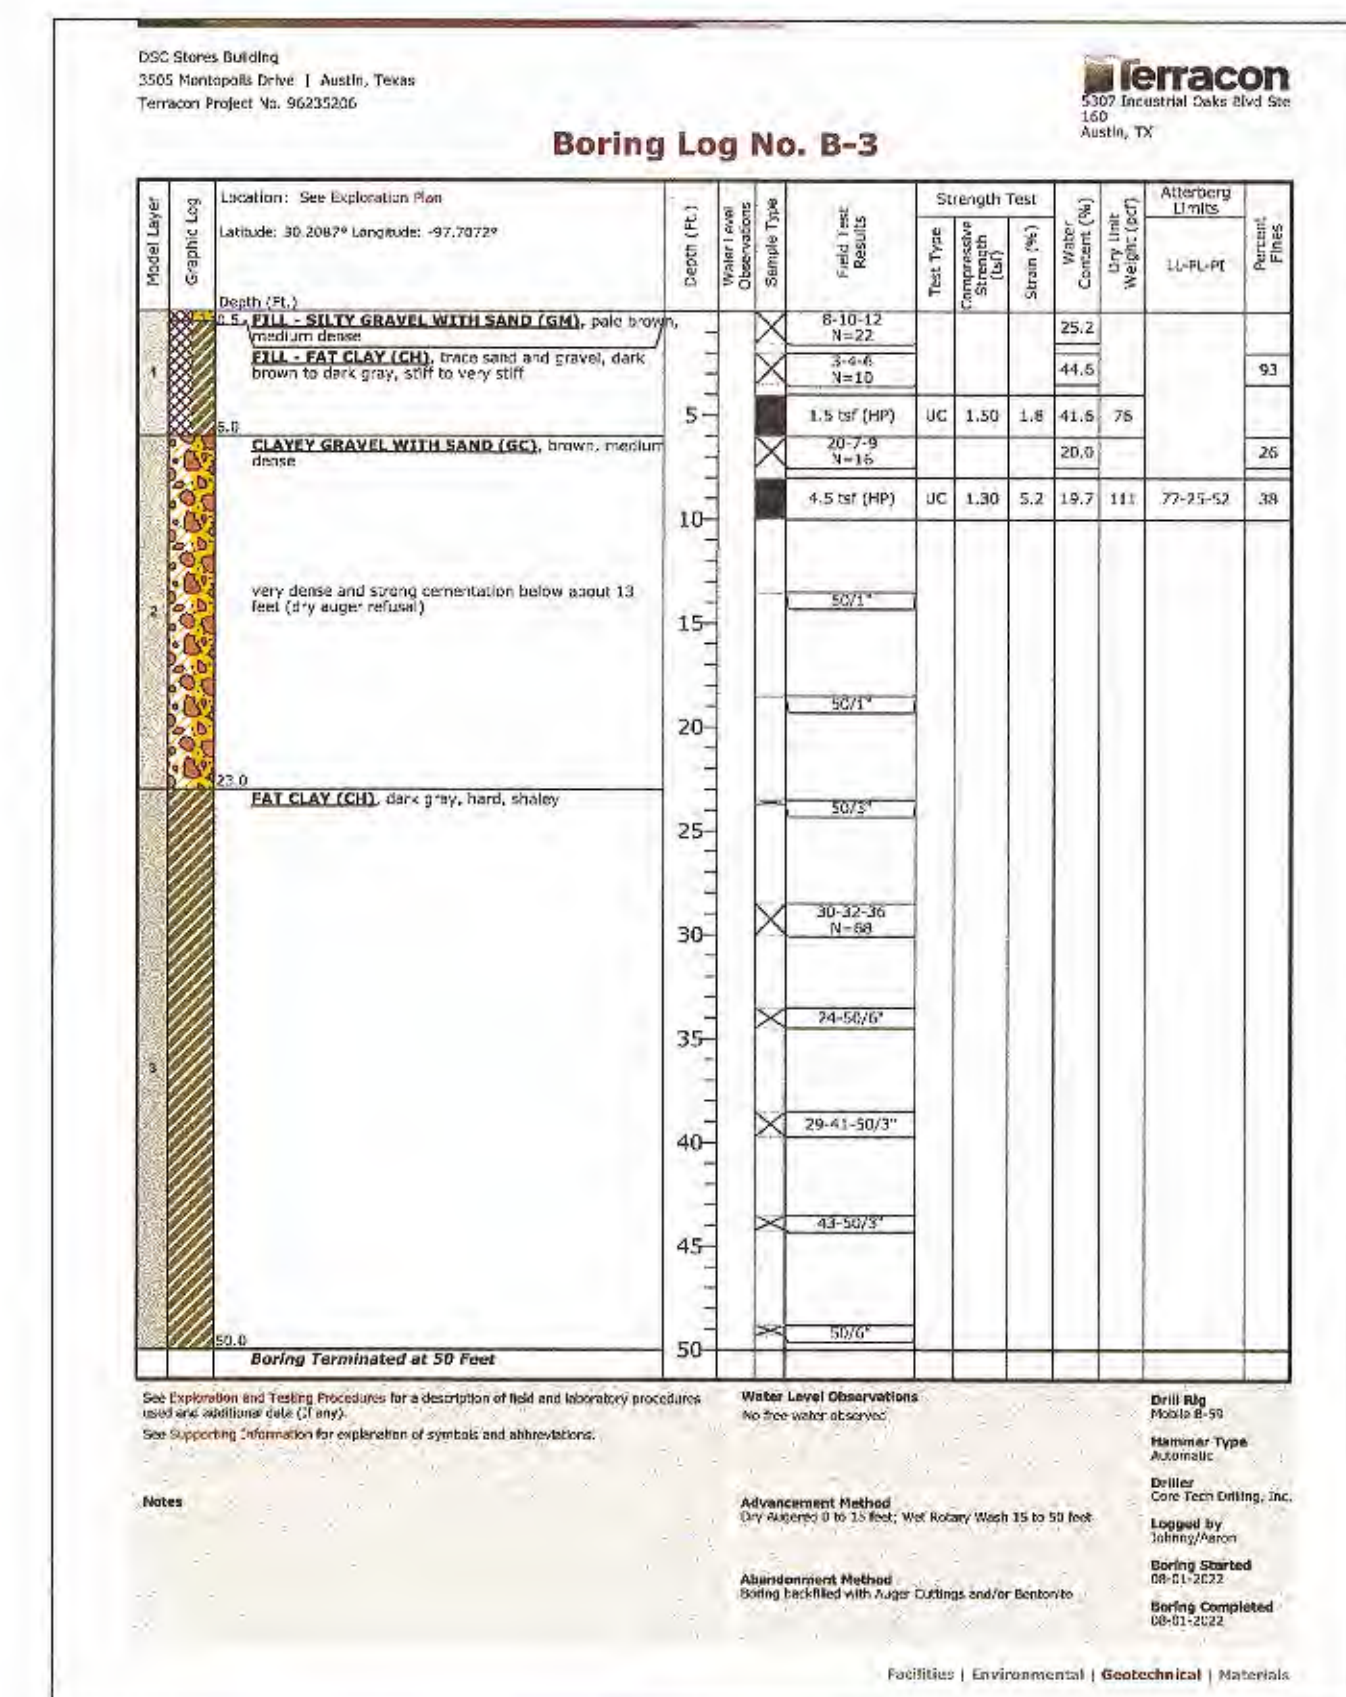 DSC Stores Building
3505 Montopolis Drive | Austin, Texas
Terracon Project No. 96235206
Terracon
5307 Industrial Oaks Blvd Ste
160
Austin, TX
Boring Log No. B-3
Model Layer
Graphic Log
Location: See Exploration Plan
Latitude: 30.2087° Longitude: -97.7072°
Depth (Ft.)
Depth (Ft.)
Water Level
Observations
Sample Type
Field Test
Results
Strength Test
Test Type
Compressive
Strength
(tsf)
Strain (%)
Water
Content (%)
Dry Unit
Weight (pcf)
Atterberg
Limits
LL-PL-PI
Percent
Fines
0.5 FILL - SILTY GRAVEL WITH SAND (GM), pale brown,
medium dense
8-10-12
N=22
25.2
FILL - FAT CLAY (CH), trace sand and gravel, dark
brown to dark gray, stiff to very stiff
3-4-6
N=10
44.6
93
1
5
1.5 tsf (HP) UC 1.50 1.8 41.6 76
6.0
CLAYEY GRAVEL WITH SAND (GC), brown, medium
dense
20-7-9
N=16
20.0
26
4.5 tsf (HP) UC 1.30 5.2 19.7 111 77-25-52 38
10
very dense and strong cementation below about 13
feet (dry auger refusal)
2
50/1"
15
50/1"
20
23.0
FAT CLAY (CH), dark gray, hard, shaley
50/3"
25
30-32-36
N=68
30
24-50/6"
35
3
29-41-50/3"
40
43-50/3"
45
50/6"
50.0
50
Boring Terminated at 50 Feet
See Exploration and Testing Procedures for a description of field and laboratory procedures
used and additional data (If any).
See Supporting Information for explanation of symbols and abbreviations.
Notes
Water Level Observations
No free water observed
Advancement Method
Dry Augered 0 to 15 feet; Wet Rotary Wash 15 to 50 feet
Abandonment Method
Boring backfilled with Auger Cuttings and/or Bentonite
Drill Rig
Mobile B-59
Hammer Type
Automatic
Driller
Core Tech Drilling, Inc.
Logged by
Johnny/Aaron
Boring Started
08-01-2022
Boring Completed
08-01-2022
Facilities | Environmental | Geotechnical | Materials